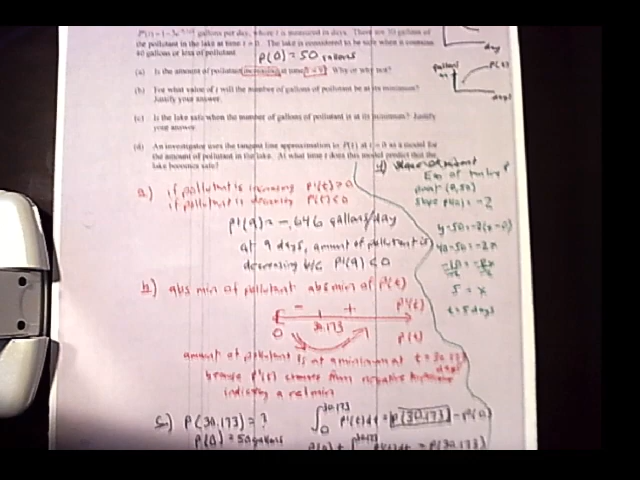 gallons per day, where t is measured in days. There are 50 gallons of
the pollutant in the lake at time t = 0. The lake is considered to be safe when it contains
40 gallons or less of pollutant.
P(0) = 50 gallons
(a) Is the amount of pollutant increasing at time t = 9? Why or why not?
(b) For what value of t will the number of gallons of pollutant be at its minimum?
Justify your answer.
(c) Is the lake safe when the number of gallons of pollutant is at its minimum? Justify
your answer.
(d) An investigator uses the tangent line approximation to P(t) at t = 0 as a model for
the amount of pollutant in the lake. At what time t does this model predict that the
lake becomes safe?
day
gallons
P(t)
days
a) if pollutant is increasing P'(t) > 0
if pollutant is decreasing P'(t) < 0
P'(9) = -.646 gallons/day
at 9 days, amount of pollutant is
decreasing b/c P'(9) < 0
b) abs min of pollutant abs min of P(t)
- +
P'(t)
0 30.173
P(t)
amount of pollutant is at a minimum at t = 30.173
days
because P'(t) changes from negative to positive
indicating a rel min
c) P(30.173) = ?
P(0) = 50 gallons
∫ 0 30.173 P'(t)dt = P(30.173) - P(0)
= P(30.173)
d)
point (0,50)
slope P'(0) = -2
y-50 = -2(x-0)
40-50 = -2x
5 = x
t = 5 days